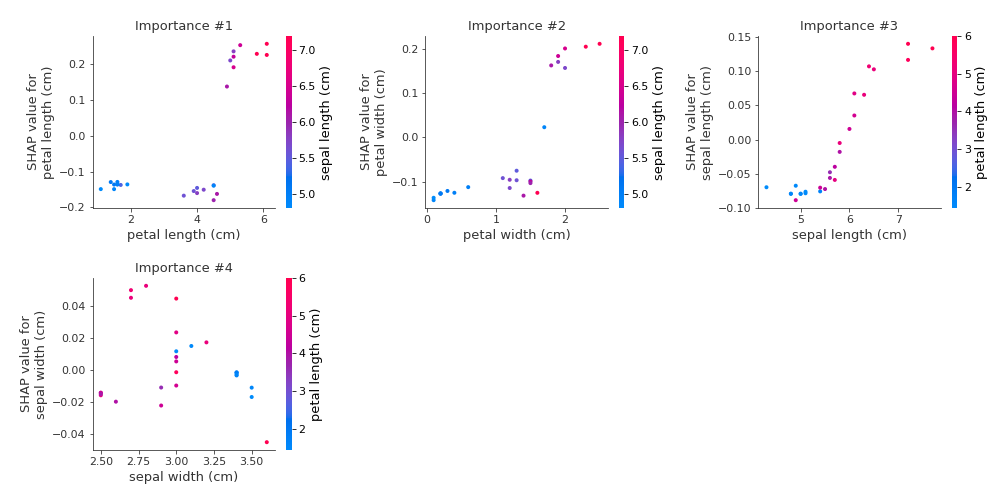 Importance #1
SHAP value for
petal length (cm)
0.2
0.1
0.0
−0.1
−0.2
2
4
6
petal length (cm)
7.0
6.5
6.0
5.5
5.0
sepal length (cm)
Importance #2
SHAP value for
petal width (cm)
0.2
0.1
0.0
−0.1
0
1
2
petal width (cm)
7.0
6.5
6.0
5.5
5.0
sepal length (cm)
Importance #3
SHAP value for
sepal length (cm)
0.15
0.10
0.05
0.00
−0.05
−0.10
5
6
7
sepal length (cm)
6
5
4
3
2
petal length (cm)
Importance #4
SHAP value for
sepal width (cm)
0.04
0.02
0.00
−0.02
−0.04
2.50
2.75
3.00
3.25
3.50
sepal width (cm)
6
5
4
3
2
petal length (cm)